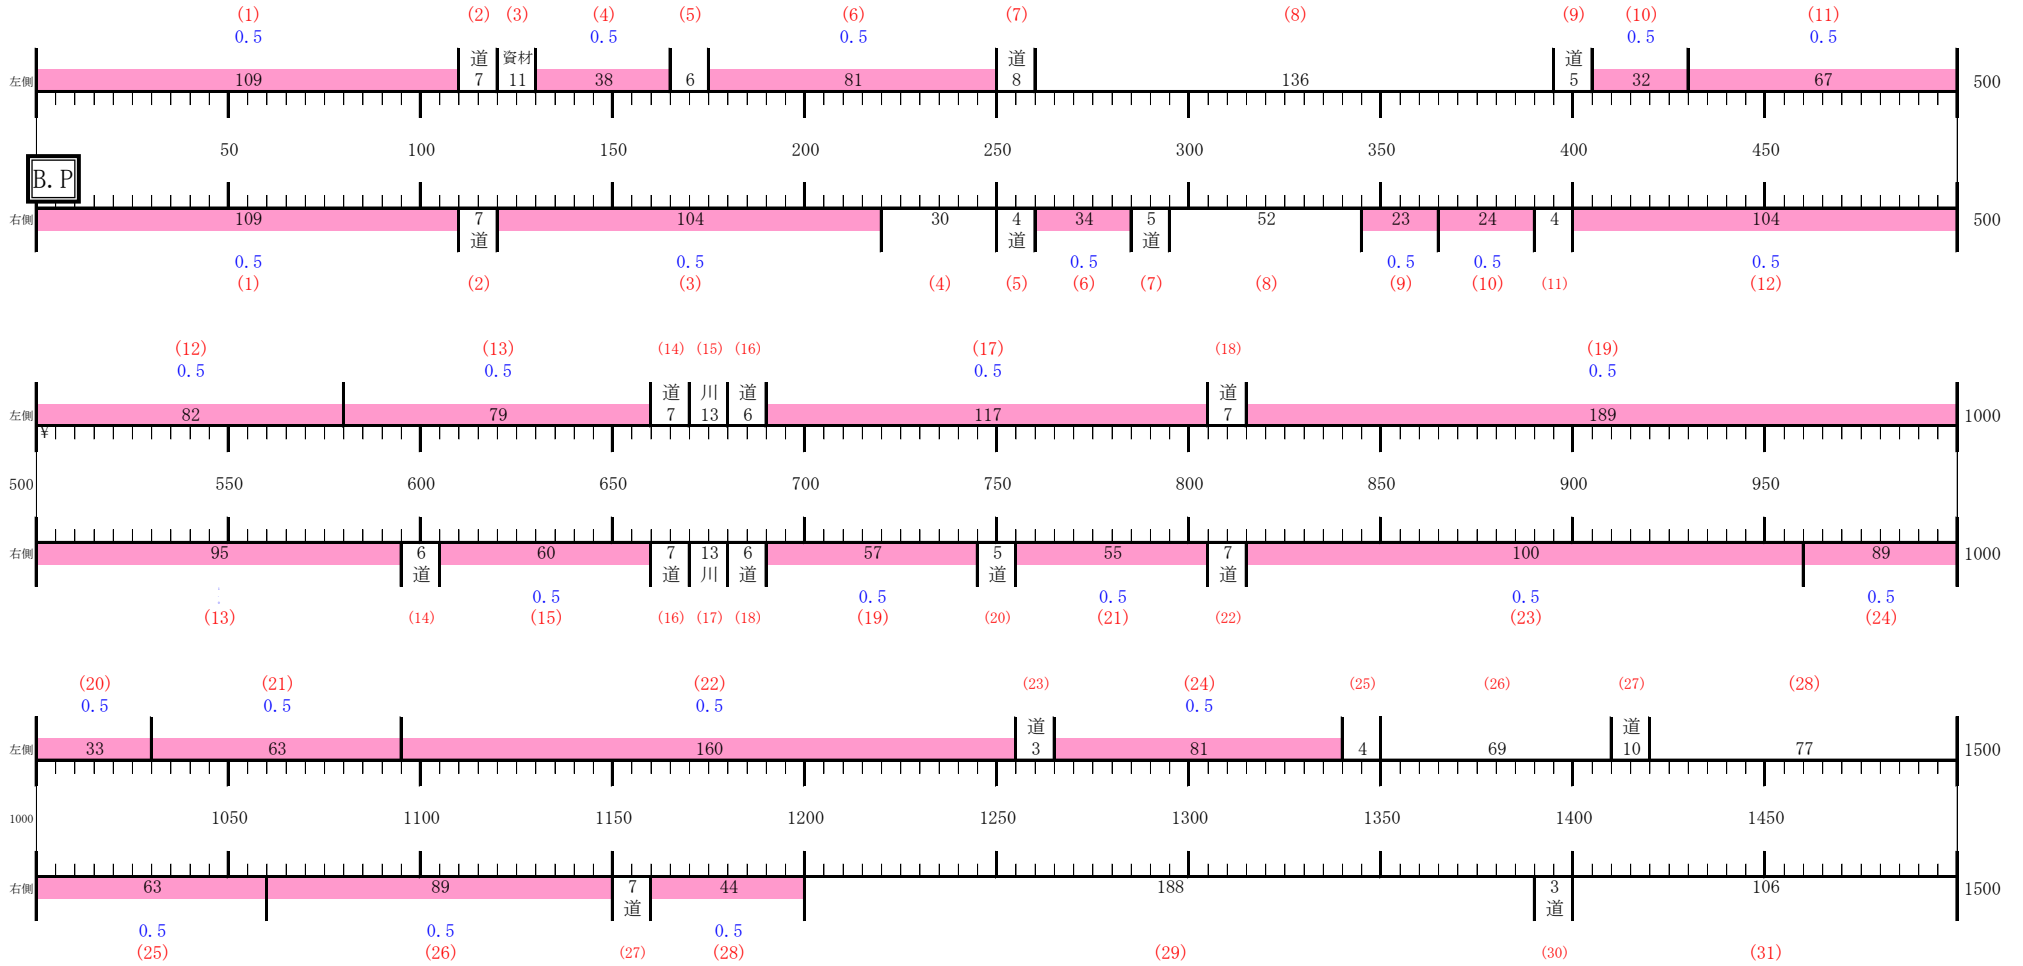 (1) (2) (3) (4) (5) (6) (7) (8) (9) (10) (11)
0.5 0.5 0.5 0.5 0.5
道 資材 道 道
左側 109 7 11 38 6 81 8 136 5 32 67 500
50 100 150 200 250 300 350 400 450
B.P
右側 109 7 104 30 4 34 5 52 23 24 4 104 500
道 道 道
0.5 0.5 0.5 0.5 0.5 0.5
(1) (2) (3) (4) (5) (6) (7) (8) (9) (10) (11) (12)
(12) (13) (14) (15) (16) (17) (18) (19)
0.5 0.5 0.5 0.5
道 川 道 道
左側 82 79 7 13 6 117 7 189 1000
¥
500 550 600 650 700 750 800 850 900 950
右側 95 6 60 7 13 6 57 5 55 7 100 89 1000
道 道 川 道 道 道
0.5 0.5 0.5 0.5 0.5
(13) (14) (15) (16) (17) (18) (19) (20) (21) (22) (23) (24)
(20) (21) (22) (23) (24) (25) (26) (27) (28)
0.5 0.5 0.5 0.5
道 道
左側 33 63 160 3 81 4 69 10 77 1500
1000 1050 1100 1150 1200 1250 1300 1350 1400 1450
右側 63 89 7 44 188 3 106 1500
道 道
0.5 0.5 0.5
(25) (26) (27) (28) (29) (30) (31)